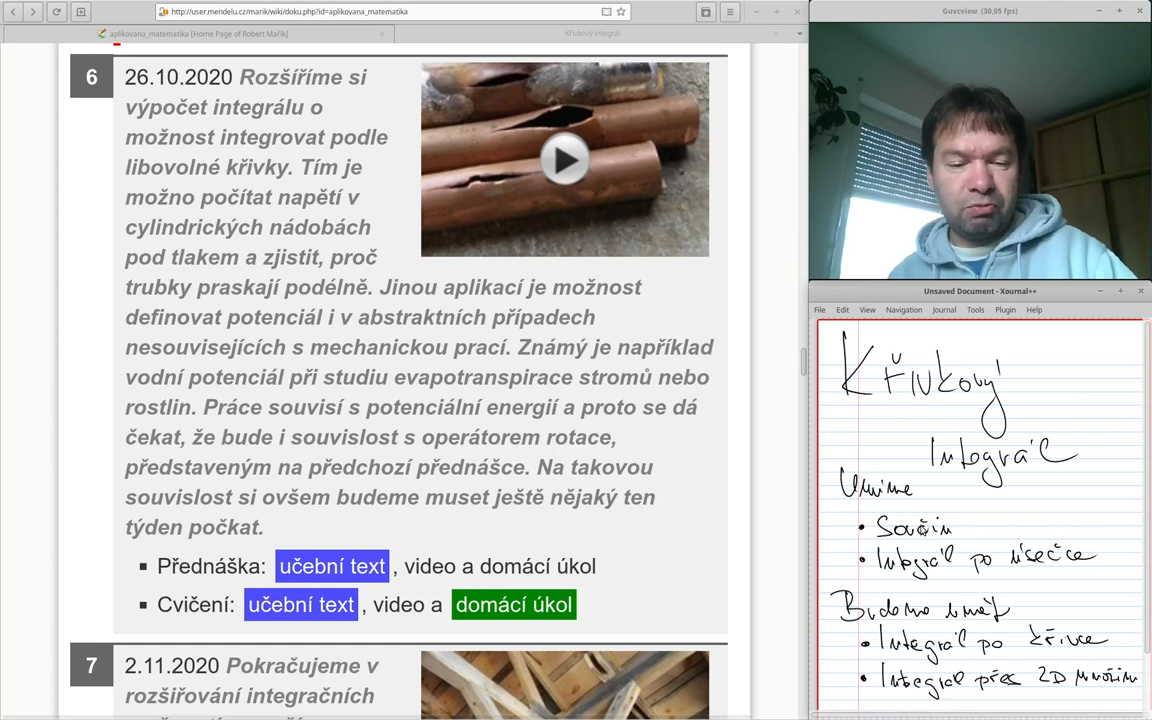 http://user.mendelu.cz/marik/wiki/doku.php?id=aplikovana_matematika
aplikovana_matematika [Home Page of Robert Mařík]
Křekový integrál
6
26.10.2020 Rozšíříme si
výpočet integrálu o
možnost integrovat podle
libovolné křivky. Tím je
možno počítat napětí v
cylindrických nádobách
pod tlakem a zjistit, proč
trubky praskají podélně. Jinou aplikací je možnost
definovat potenciál i v abstraktních případech
nesouvisejících s mechanickou prací. Známý je například
vodní potenciál při studiu evapotranspirace stromů nebo
rostlin. Práce souvisí s potenciální energií a proto se dá
čekat, že bude i souvislost s operátorem rotace,
představeným na předchozí přednášce. Na takovou
souvislost si ovšem budeme muset ještě nějaký ten
týden počkat.
Přednáška: učební text , video a domácí úkol
Cvičení: učební text , video a domácí úkol
7
2.11.2020 Pokračujeme v
rozšiřování integračních
Guvcview (30,05 fps)
Unsaved Document - Xournal++
File Edit View Navigation Journal Tools Plugin Help
Křivkový
Integrál
Umíme
• Součin
• Integrál po úsečce
Budeme umět
• Integrál po křivce
• Integral přes 2D množinu